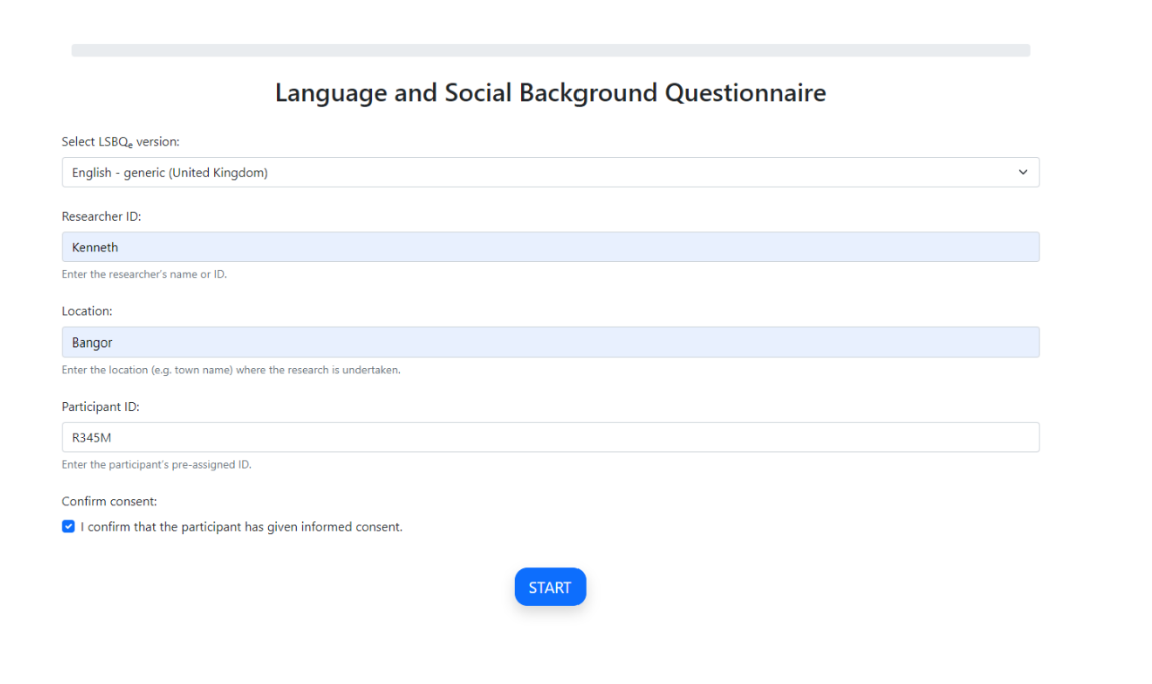 Language and Social Background Questionnaire
Select LSBQₑ version:
English - generic (United Kingdom)
Researcher ID:
Kenneth
Enter the researcher's name or ID.
Location:
Bangor
Enter the location (e.g. town name) where the research is undertaken.
Participant ID:
R345M
Enter the participant's pre-assigned ID.
Confirm consent:
I confirm that the participant has given informed consent.
START